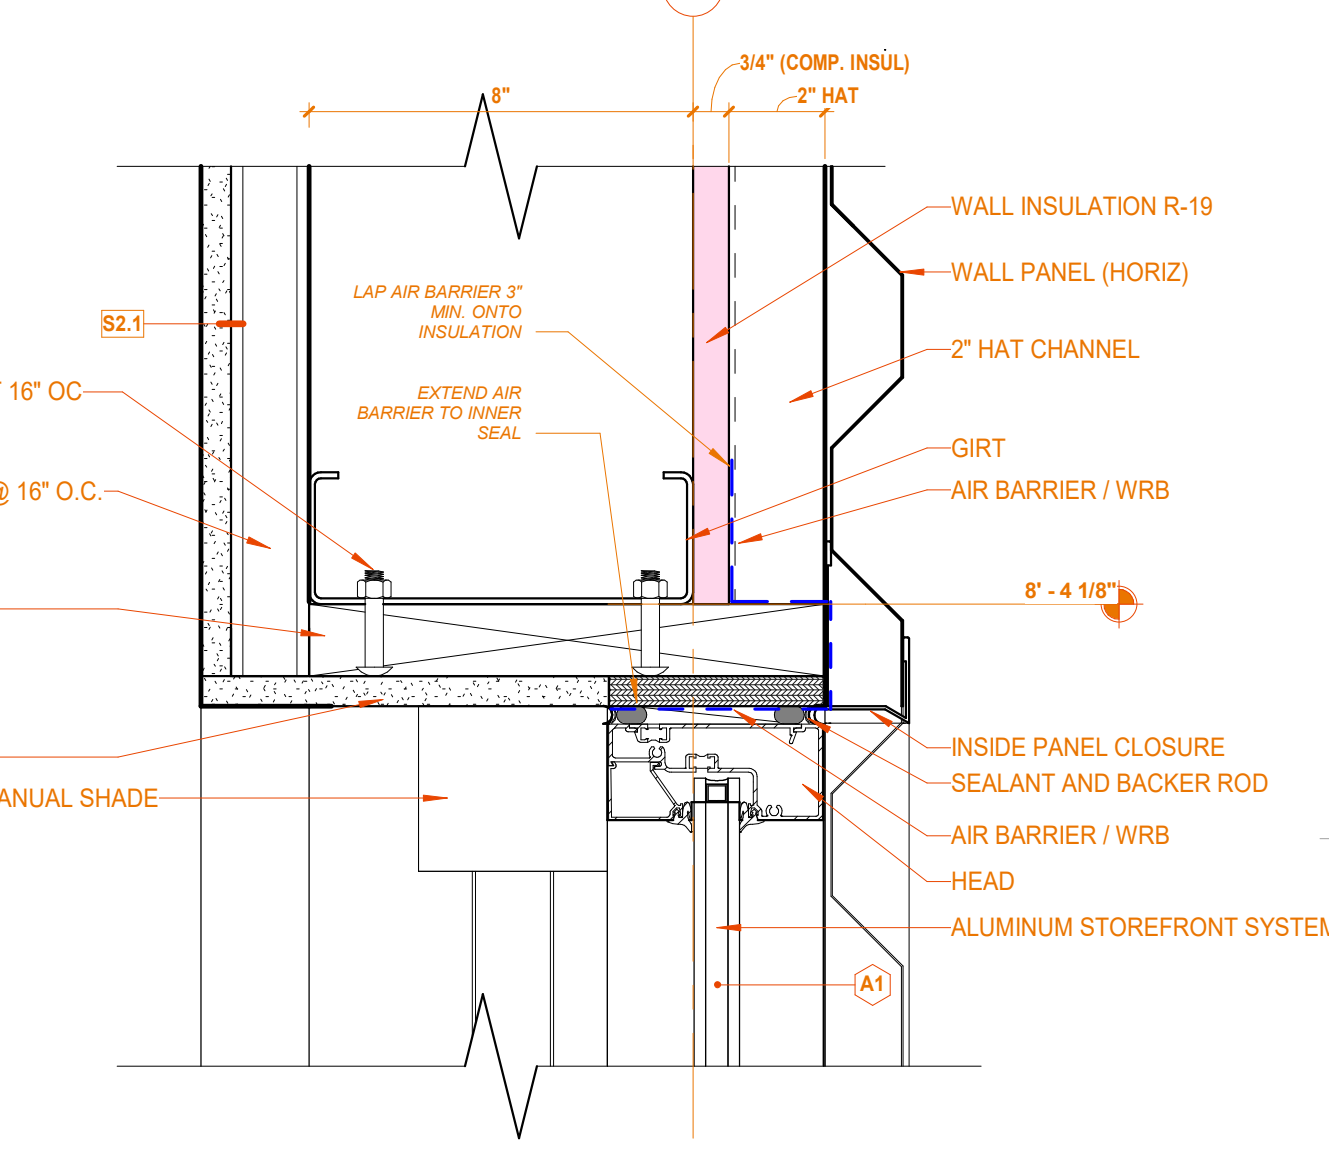 3/4" (COMP. INSUL)
8"
2" HAT
WALL INSULATION R-19
WALL PANEL (HORIZ)
LAP AIR BARRIER 3"
MIN. ONTO
INSULATION
S2.1
2" HAT CHANNEL
16" OC
EXTEND AIR
BARRIER TO INNER
SEAL
GIRT
@ 16" O.C.
AIR BARRIER / WRB
8' - 4 1/8"
INSIDE PANEL CLOSURE
SEALANT AND BACKER ROD
ANUAL SHADE
AIR BARRIER / WRB
HEAD
ALUMINUM STOREFRONT SYSTEM
A1